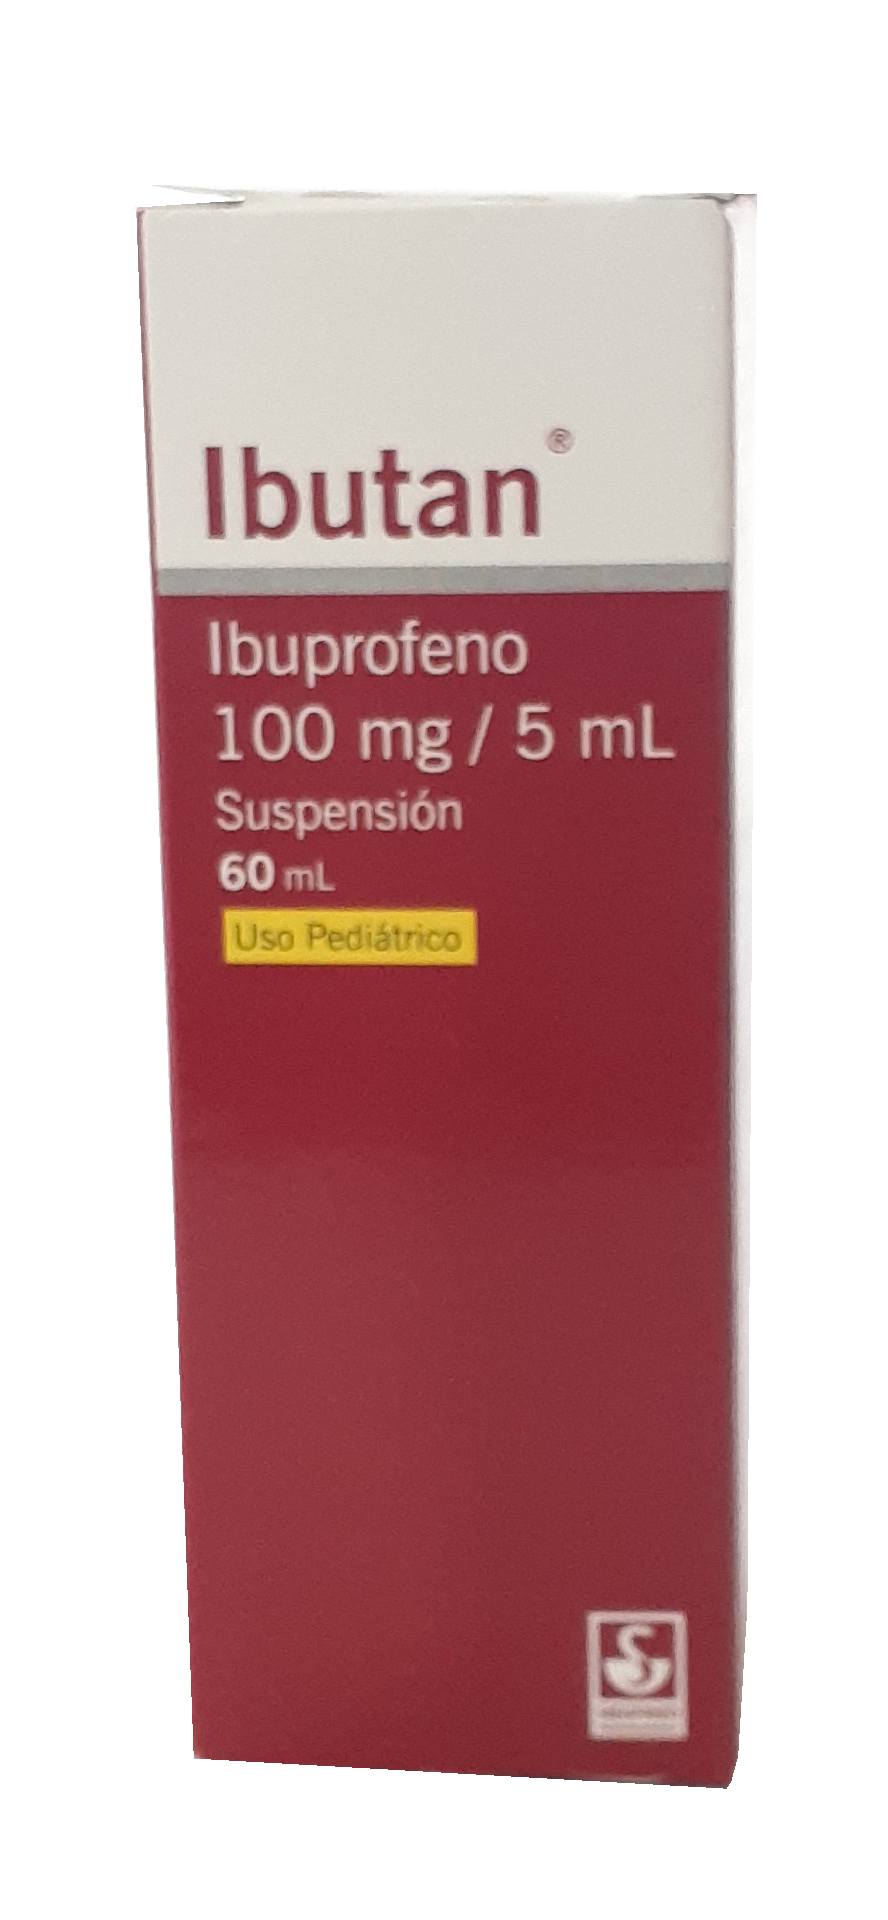 Ibutan®
Ibuprofeno
100 mg / 5 mL
Suspensión
60 mL
Uso Pediátrico